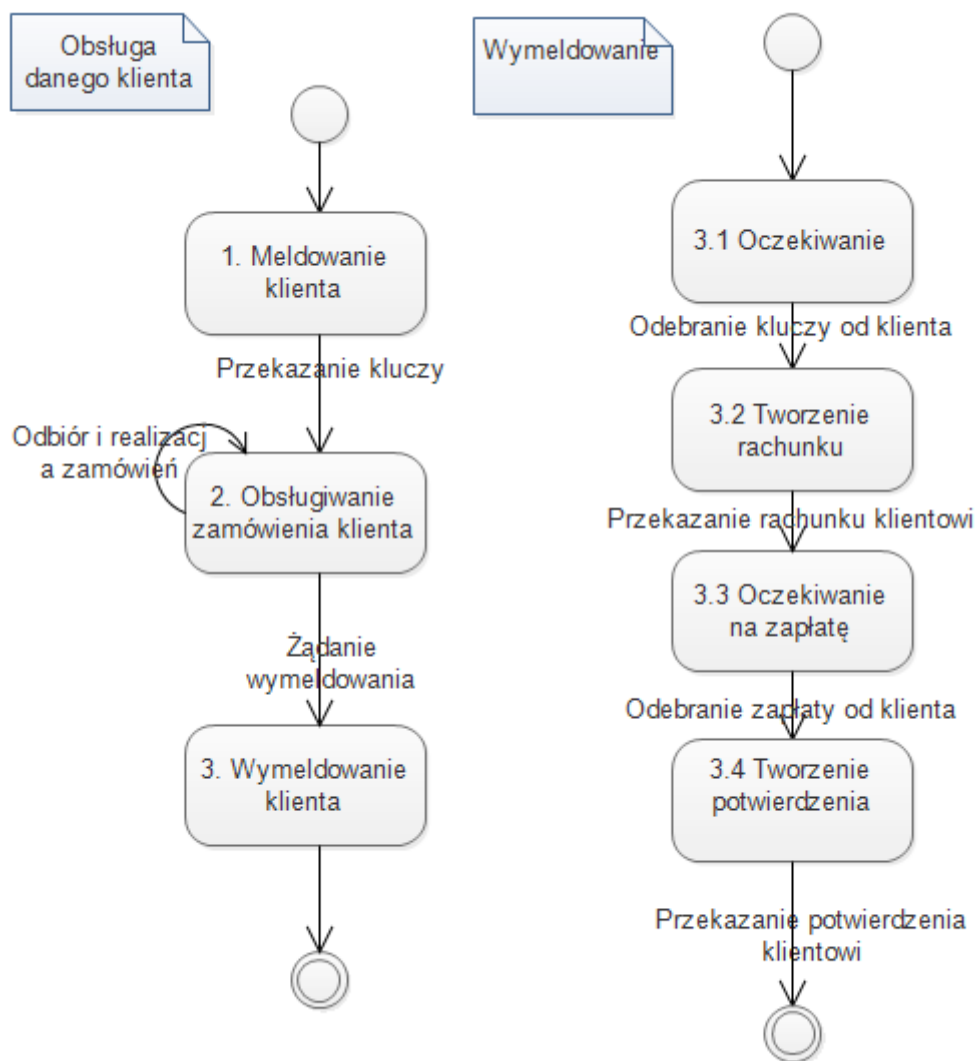 Obsługa
danego klienta
1. Meldowanie
klienta
Przekazanie kluczy
Odbiór i realizacj
a zamówień
2. Obsługiwanie
zamówienia klienta
Żądanie
wymeldowania
3. Wymeldowanie
klienta
Wymeldowanie
3.1 Oczekiwanie
Odebranie kluczy od klienta
3.2 Tworzenie
rachunku
Przekazanie rachunku klientowi
3.3 Oczekiwanie
na zapłatę
Odebranie zapłaty od klienta
3.4 Tworzenie
potwierdzenia
Przekazanie potwierdzenia
klientowi